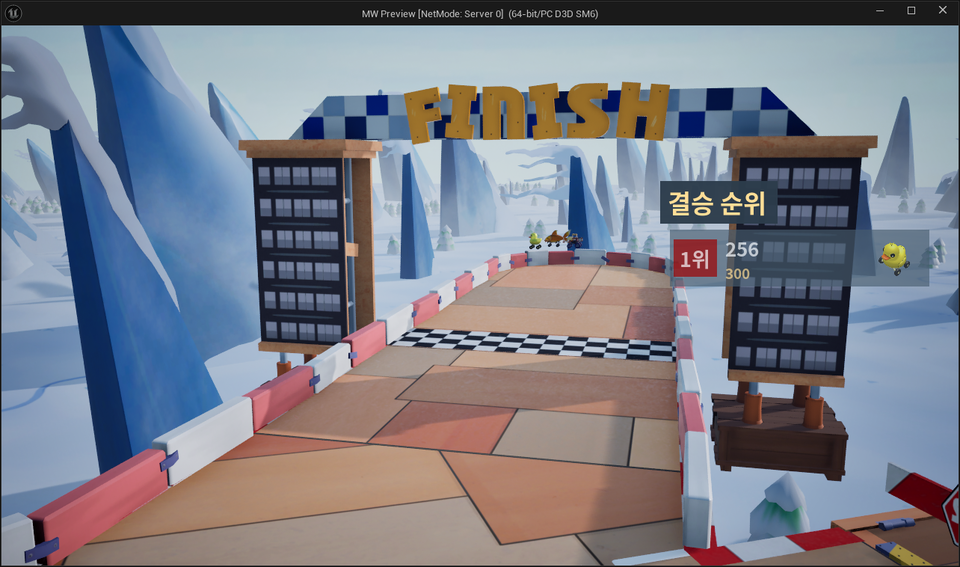 MW Preview [NetMode: Server 0] (64-bit/PC D3D SM6)
FINISH
결승 순위
1위
256
300